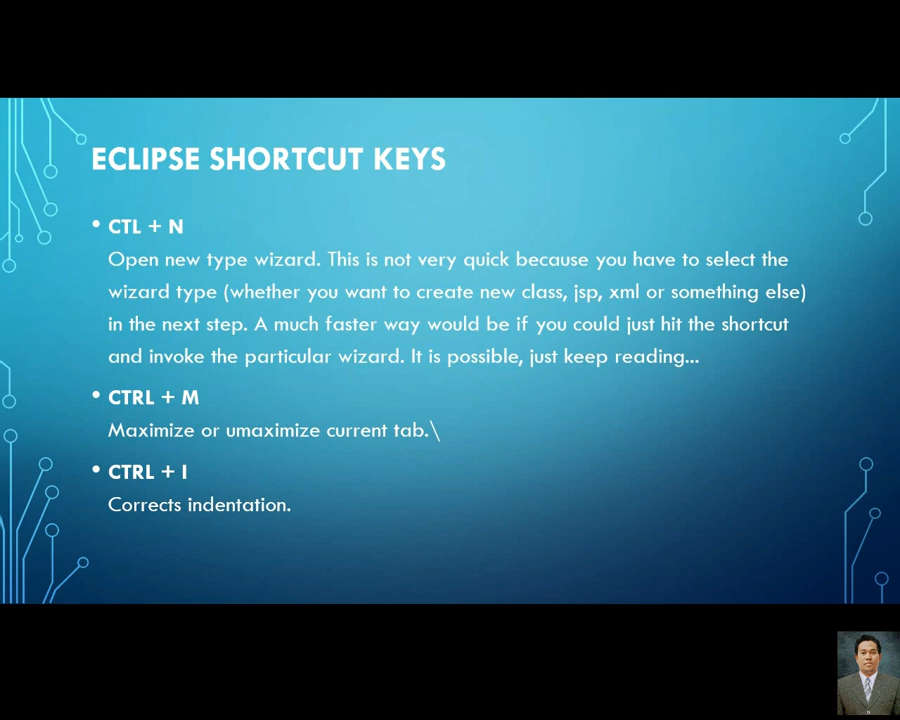 ECLIPSE SHORTCUT KEYS
• CTL + N
Open new type wizard. This is not very quick because you have to select the
wizard type (whether you want to create new class, jsp, xml or something else)
in the next step. A much faster way would be if you could just hit the shortcut
and invoke the particular wizard. It is possible, just keep reading...
• CTRL + M
Maximize or umaximize current tab.\
• CTRL + I
Corrects indentation.